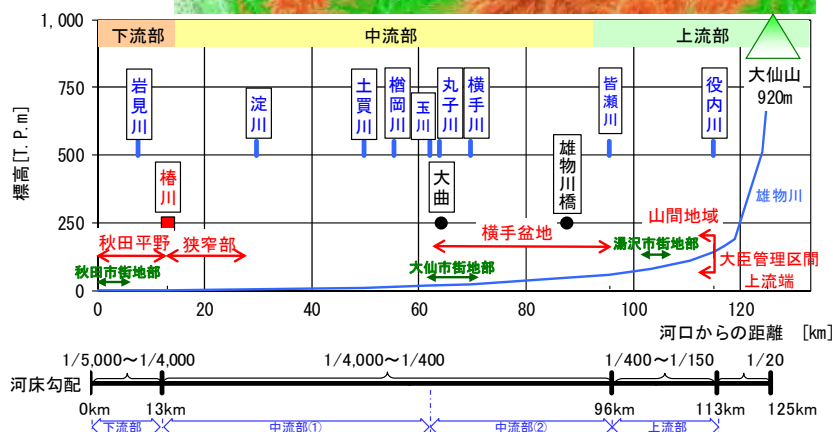 1,000
下流部
中流部
上流部
大仙山
920m
750
岩見川
淀川
土買川
楢岡川
玉川
丸子川
横手川
皆瀬川
役内川
標高[T.P.m]
500
椿川
大曲
雄物川橋
雄物川
250
秋田平野
狭窄部
横手盆地
山間地域
湯沢市街地部
秋田市街地部
大仙市街地部
大臣管理区間
上流端
0
0
20
40
60
80
100
120
河口からの距離 [km]
1/5,000～1/4,000
1/4,000～1/400
1/400～1/150
1/20
河床勾配
0km
13km
96km
113km
125km
下流部
中流部①
中流部②
上流部